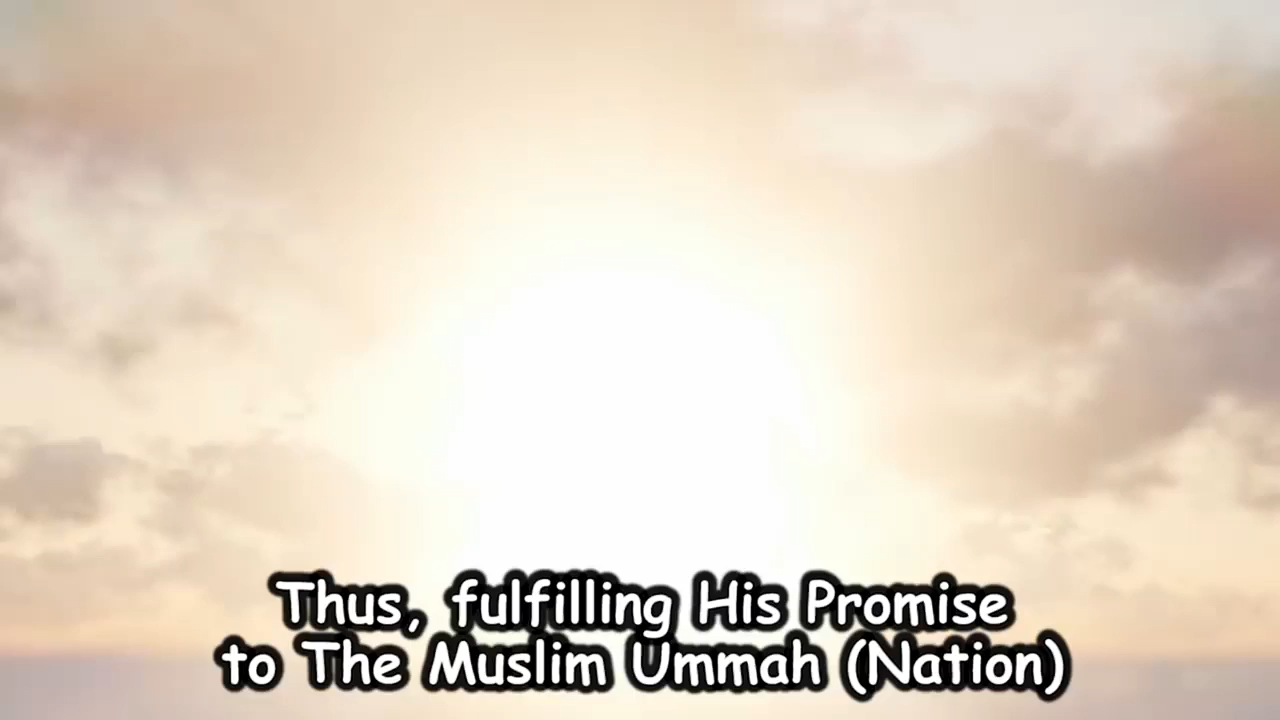 Thus, fulfilling His Promise
to The Muslim Ummah (Nation)